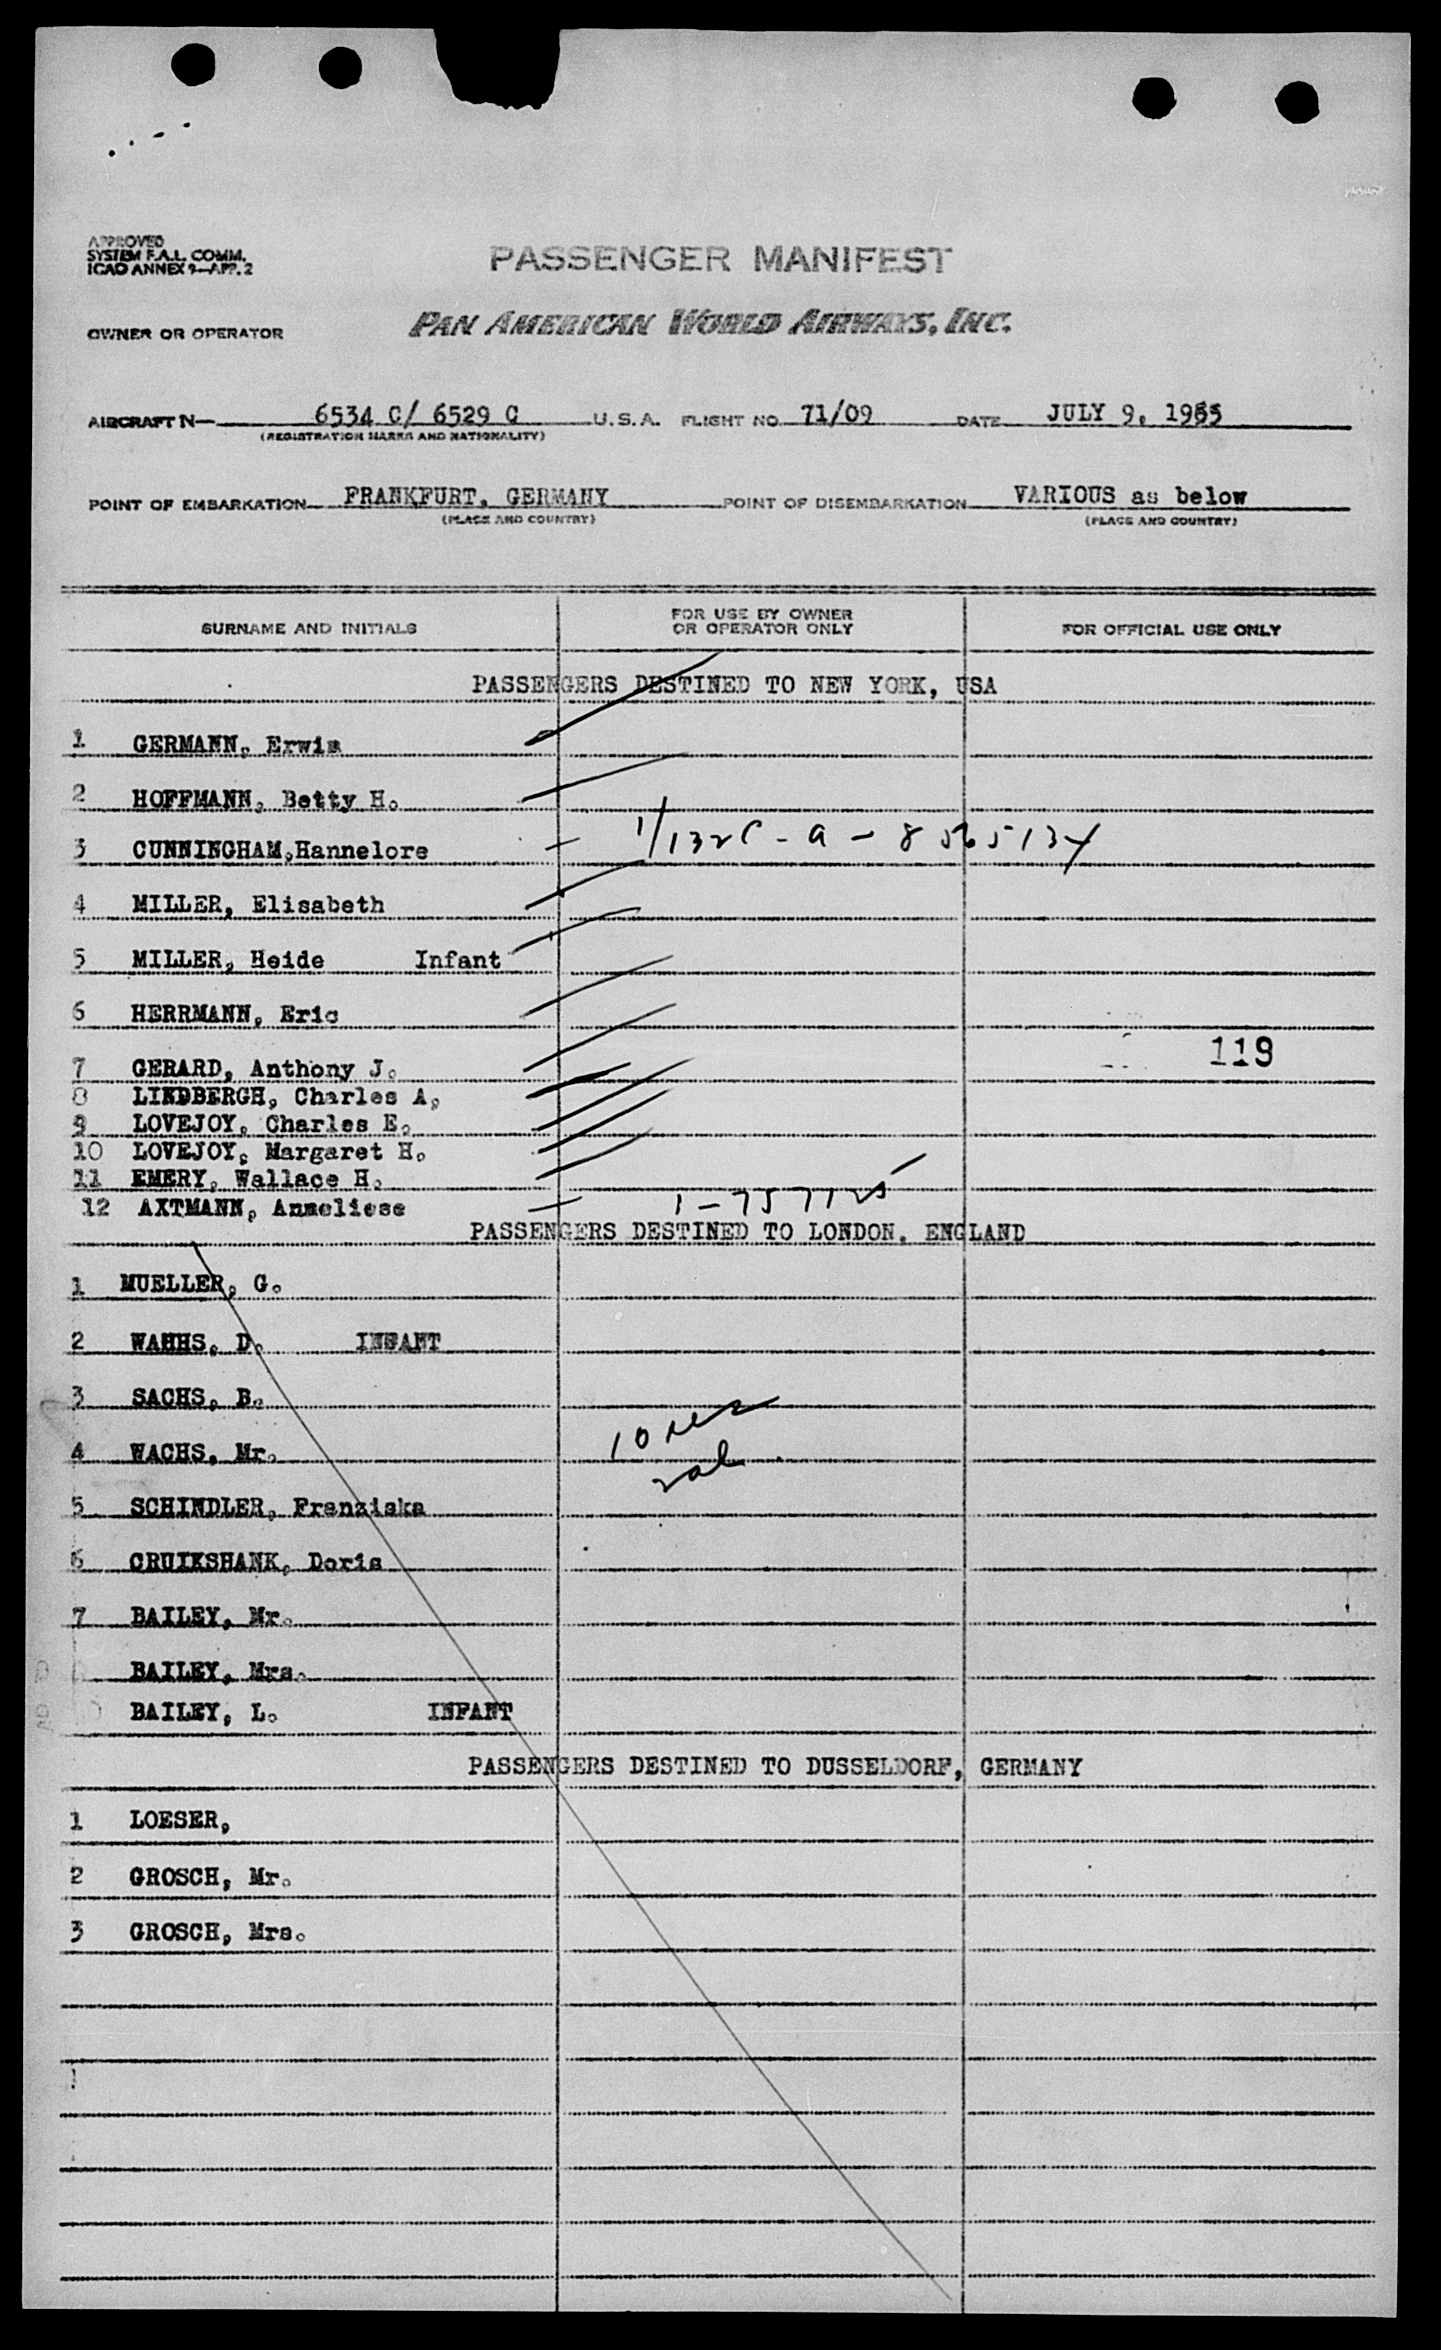 APPROVED
SYSTEM F.A.L. COMM.
ICAO ANNEX 9—APP. 2
PASSENGER MANIFEST
OWNER OR OPERATOR PAN AMERICAN WORLD AIRWAYS, INC.
AIRCRAFT N— 6534 C/ 6529 C U.S.A. FLIGHT NO. 71/09 DATE JULY 9, 1955
(REGISTRATION MARKS AND NATIONALITY)
POINT OF EMBARKATION FRANKFURT, GERMANY POINT OF DISEMBARKATION VARIOUS as below
(PLACE AND COUNTRY) (PLACE AND COUNTRY)
SURNAME AND INITIALS FOR USE BY OWNER OR OPERATOR ONLY FOR OFFICIAL USE ONLY
PASSENGERS DESTINED TO NEW YORK, USA
1 GERMANN, Erwin
2 HOFFMANN, Betty H.
3 CUNNINGHAM,Hannelore
4 MILLER, Elisabeth
5 MILLER, Heide Infant
6 HERRMANN, Eric
119
7 GERARD, Anthony J.
8 LINDBERGH, Charles A.
9 LOVEJOY, Charles E.
10 LOVEJOY, Margaret H.
11 EMERY, Wallace H.
12 AXTMANN, Anneliese 1-757125
PASSENGERS DESTINED TO LONDON, ENGLAND
1 MUELLER, G.
2 WAHHS, D. INFANT
3 SACHS, B.
4 WACHS, Mr. 10
5 SCHINDLER, Franziska
6 CRUIKSHANK, Doris
7 BAILEY, Mr.
BAILEY, Mrs.
BAILEY, L. INFANT
PASSENGERS DESTINED TO DUSSELDORF, GERMANY
1 LOESER,
2 GROSCH, Mr.
3 GROSCH, Mrs.